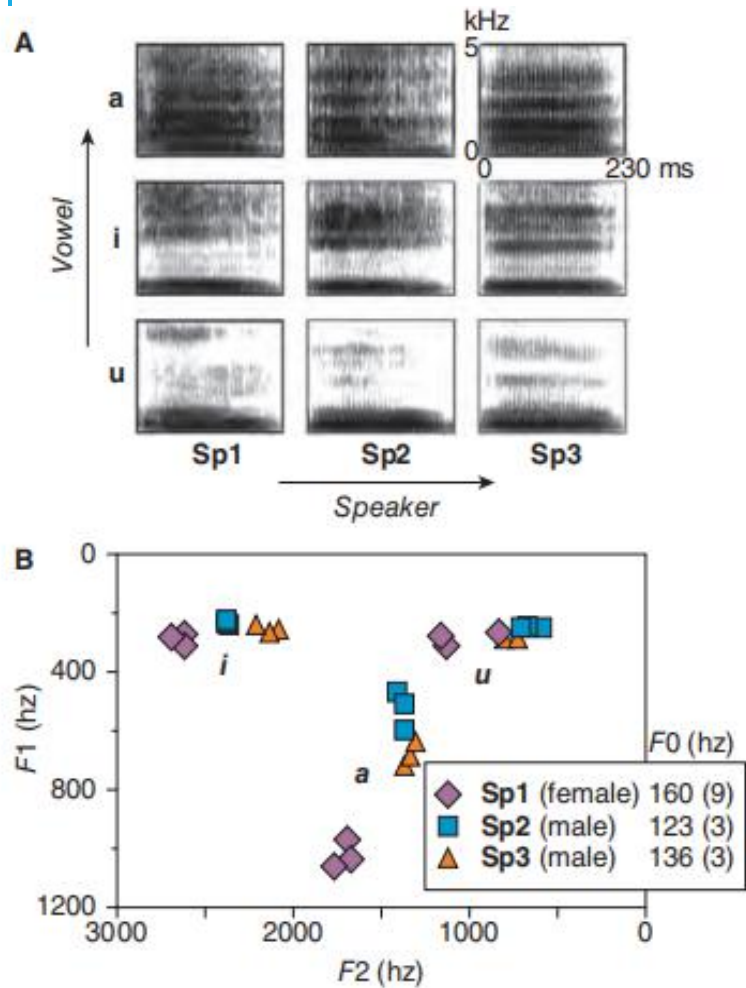 A
kHz
5
a
0
0 230 ms
Vowel
i
u
Sp1 Sp2 Sp3
Speaker
B
0
400
800
1200
F1 (hz)
i
u
a
F0 (hz)
Sp1 (female) 160 (9)
Sp2 (male) 123 (3)
Sp3 (male) 136 (3)
3000 2000 1000 0
F2 (hz)